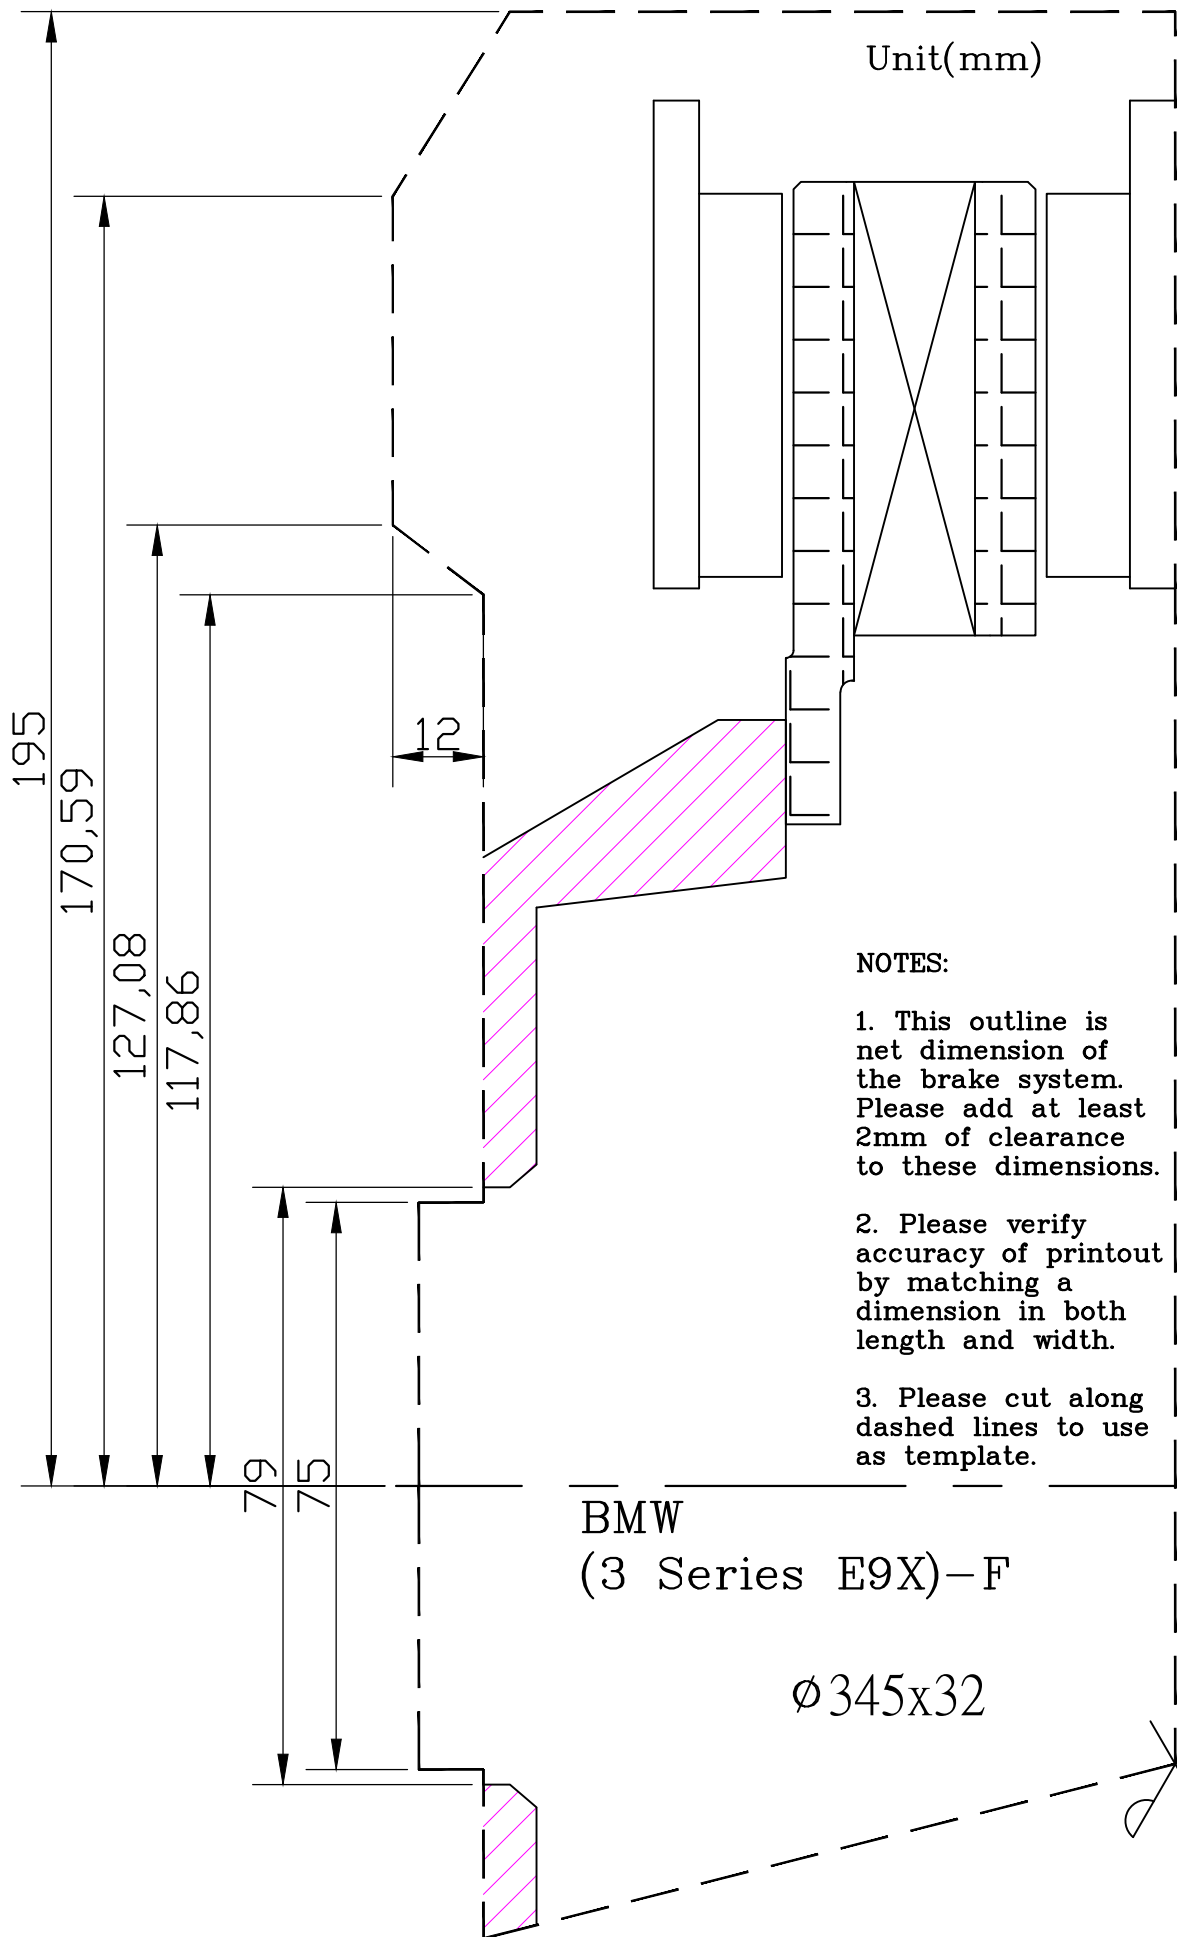 Unit(mm)
195
170,59
127,08
117,86
12
79
75
NOTES:
1. This outline is
net dimension of
the brake system.
Please add at least
2mm of clearance
to these dimensions.
2. Please verify
accuracy of printout
by matching a
dimension in both
length and width.
3. Please cut along
dashed lines to use
as template.
BMW
(3 Series E9X)-F
Ø345x32